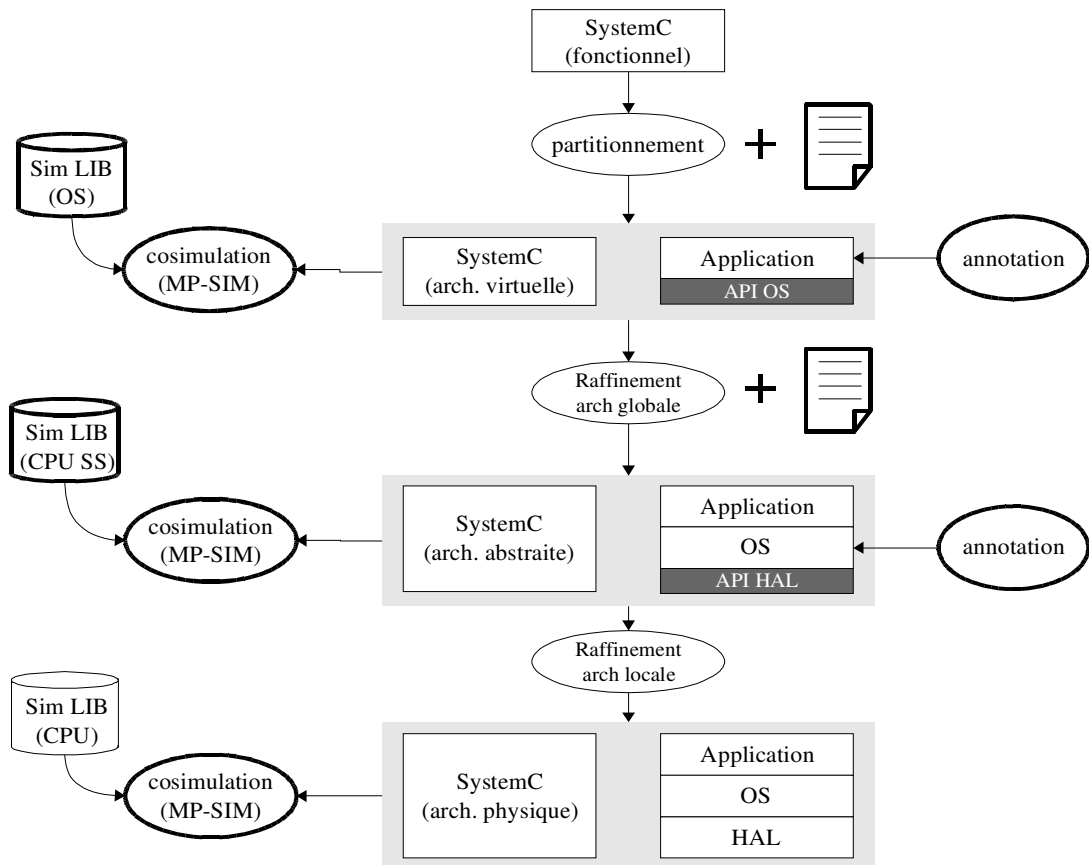 SystemC
(fonctionnel)
partitionnement
+
Sim LIB
(OS)
cosimulation
(MP-SIM)
SystemC
(arch. virtuelle)
Application
API OS
annotation
Raffinement
arch globale
+
Sim LIB
(CPU SS)
cosimulation
(MP-SIM)
SystemC
(arch. abstraite)
Application
OS
API HAL
annotation
Raffinement
arch locale
Sim LIB
(CPU)
cosimulation
(MP-SIM)
SystemC
(arch. physique)
Application
OS
HAL